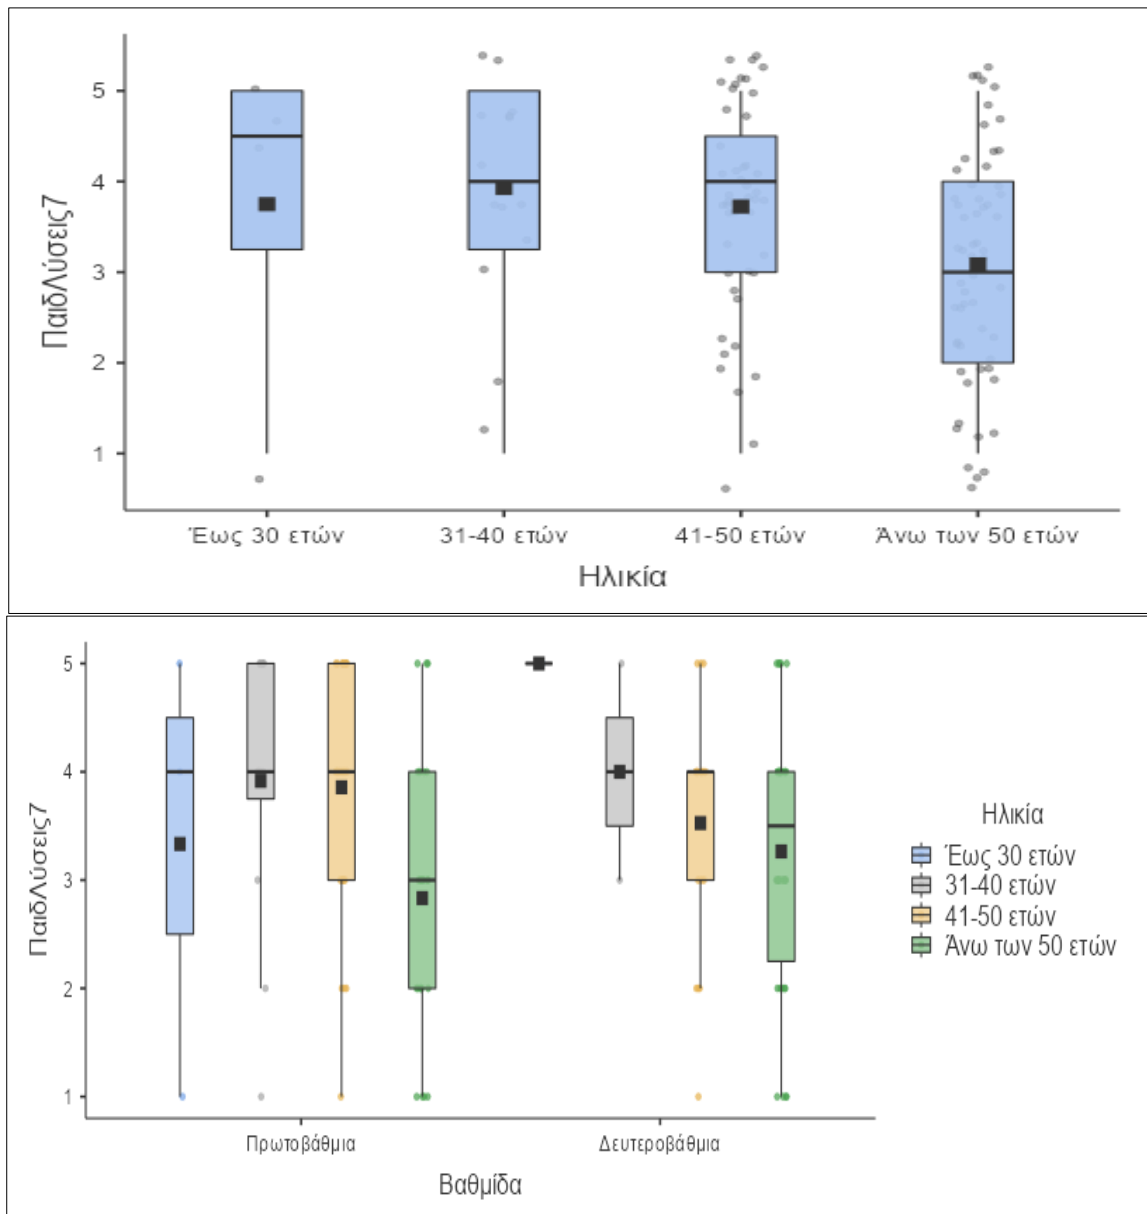 ΠαιδΛύσεις7
5
4
3
2
1
Έως 30 ετών
31-40 ετών
41-50 ετών
Άνω των 50 ετών
Ηλικία
ΠαιδΛύσεις7
5
4
3
2
1
Πρωτοβάθμια
Δευτεροβάθμια
Βαθμίδα
Ηλικία
Έως 30 ετών
31-40 ετών
41-50 ετών
Άνω των 50 ετών